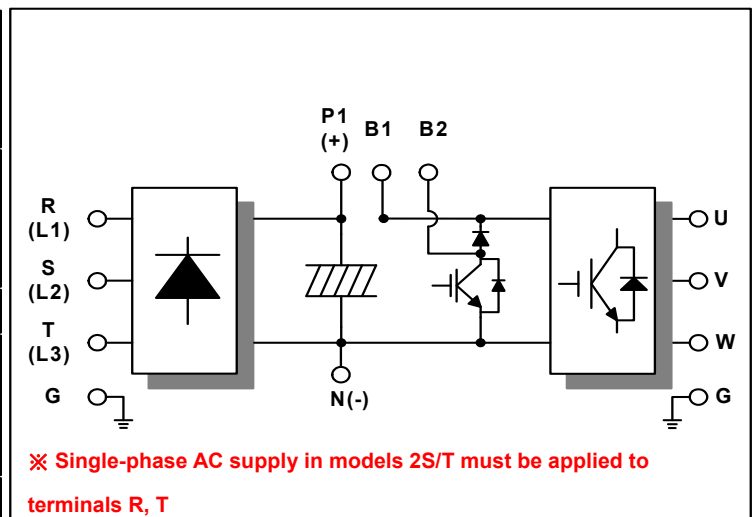 P1
(+)
B1
B2
R
(L1)
S
(L2)
T
(L3)
G
N(-)
U
V
W
G
※ Single-phase AC supply in models 2S/T must be applied to
terminals R, T